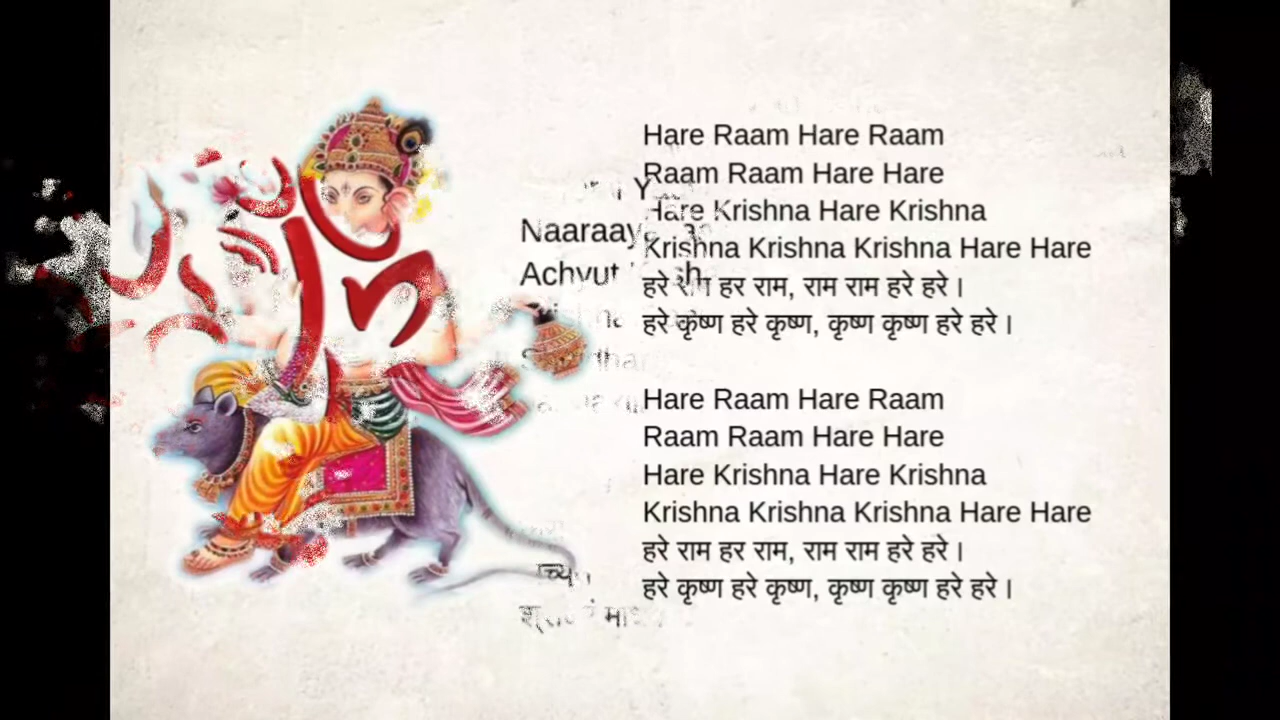 Hare Raam Hare Raam
Raam Raam Hare Hare
Hare Krishna Hare Krishna
Krishna Krishna Krishna Hare Hare
हरे राम हर राम, राम राम हरे हरे ।
हरे कृष्ण हरे कृष्ण, कृष्ण कृष्ण हरे हरे ।
Hare Raam Hare Raam
Raam Raam Hare Hare
Hare Krishna Hare Krishna
Krishna Krishna Krishna Hare Hare
हरे राम हर राम, राम राम हरे हरे ।
हरे कृष्ण हरे कृष्ण, कृष्ण कृष्ण हरे हरे ।
Achyut